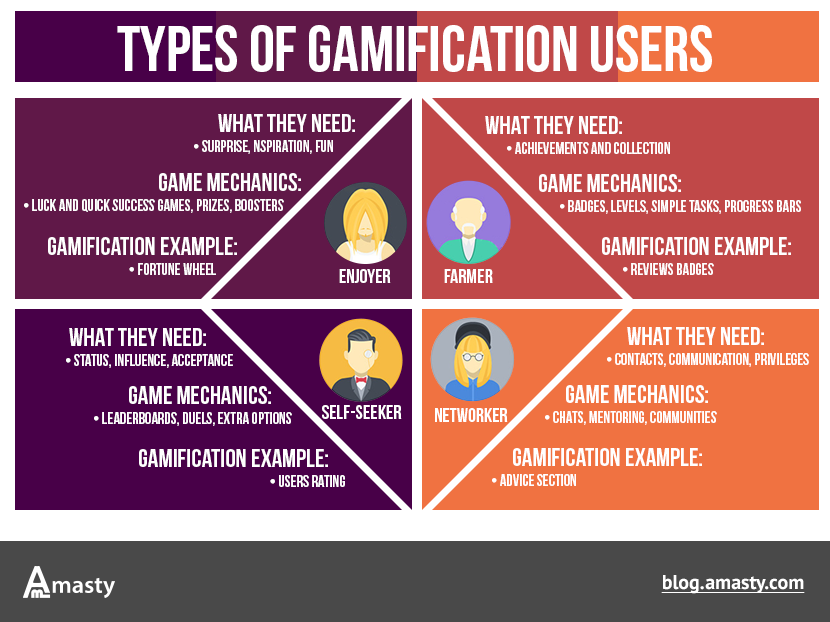 TYPES OF GAMIFICATION USERS
WHAT THEY NEED:
• SURPRISE, NSPIRATION, FUN
GAME MECHANICS:
• LUCK AND QUICK SUCCESS GAMES, PRIZES, BOOSTERS
GAMIFICATION EXAMPLE:
• FORTUNE WHEEL
ENJOYER
WHAT THEY NEED:
• ACHIEVEMENTS AND COLLECTION
GAME MECHANICS:
• BADGES, LEVELS, SIMPLE TASKS, PROGRESS BARS
GAMIFICATION EXAMPLE:
• REVIEWS BADGES
FARMER
WHAT THEY NEED:
• STATUS, INFLUENCE, ACCEPTANCE
GAME MECHANICS:
• LEADERBOARDS, DUELS, EXTRA OPTIONS
GAMIFICATION EXAMPLE:
• USERS RATING
SELF-SEEKER
WHAT THEY NEED:
• CONTACTS, COMMUNICATION, PRIVILEGES
GAME MECHANICS:
• CHATS, MENTORING, COMMUNITIES
GAMIFICATION EXAMPLE:
• ADVICE SECTION
NETWORKER
Amasty
blog.amasty.com